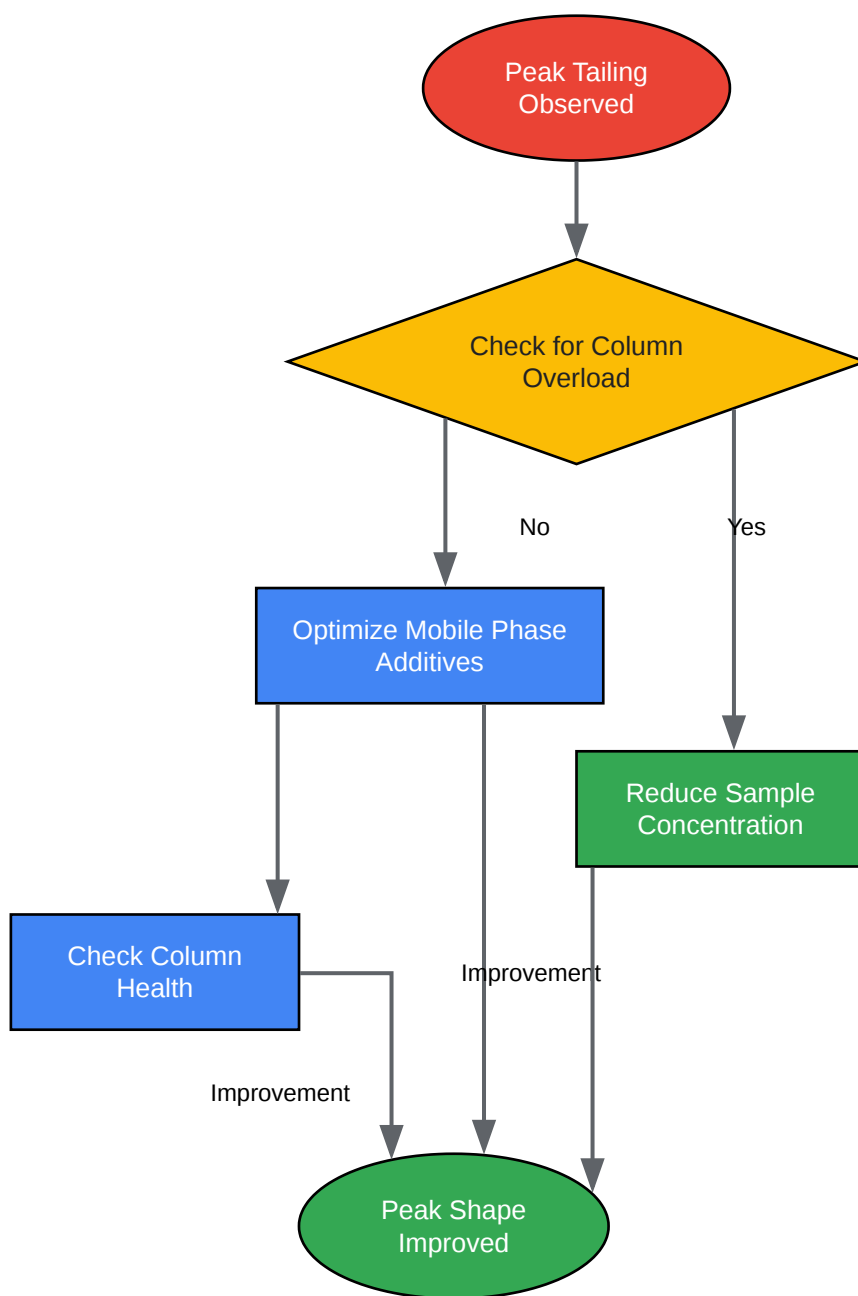 Peak Tailing
Observed
Check for Column
Overload
No
Yes
Optimize Mobile Phase
Additives
Reduce Sample
Concentration
Check Column
Health
Improvement
Improvement
Peak Shape
Improved